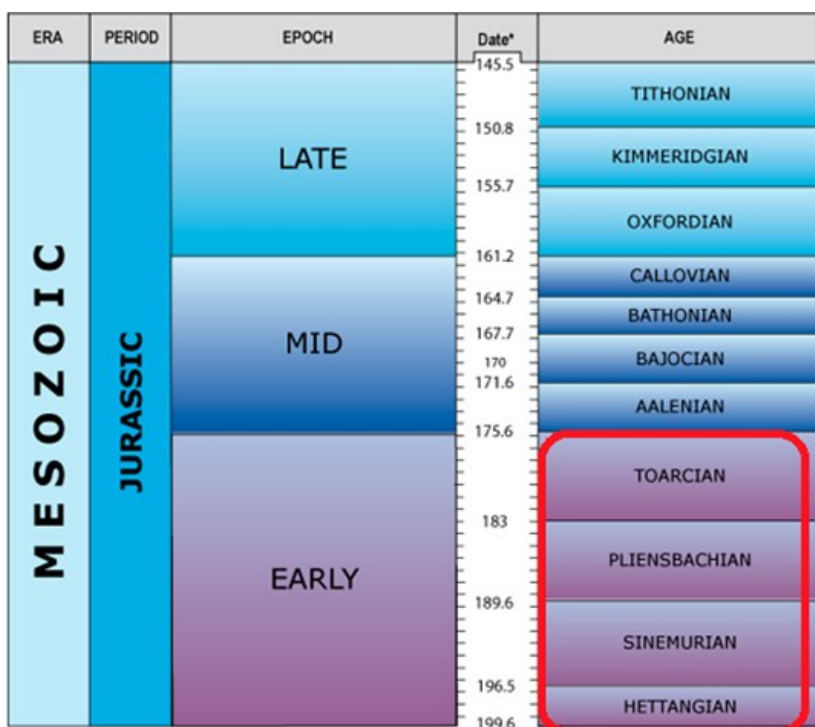 ERA PERIOD EPOCH Date* AGE
145.5
TITHONIAN
150.8
LATE KIMMERIDGIAN
155.7
OXFORDIAN
161.2
CALLOVIAN
164.7
BATHONIAN
167.7
MESOZOIC JURASSIC MID 170 BAJOCIAN
171.6
AALENIAN
175.6
TOARCIAN
183
EARLY PLIENSBACHIAN
189.6
SINEMURIAN
196.5
HETTANGIAN
199.6